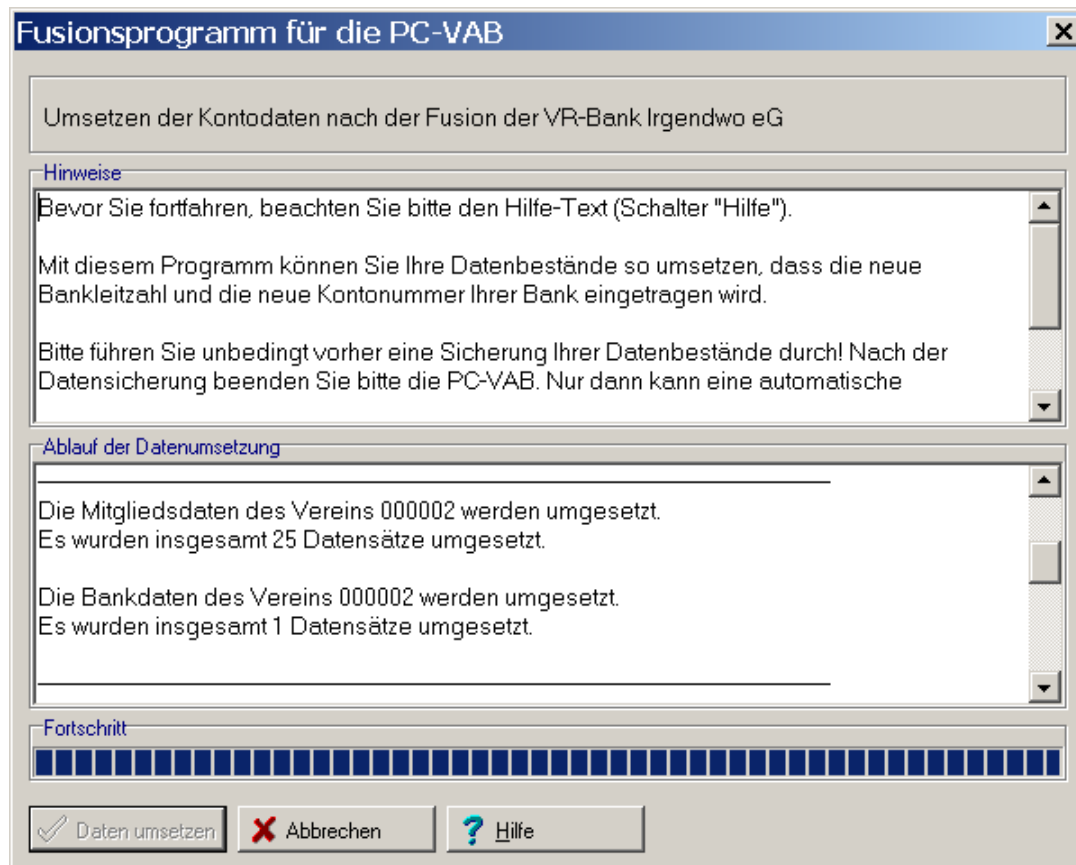 Fusionsprogramm für die PC-VAB
Umsetzen der Kontodaten nach der Fusion der VR-Bank Irgendwo eG
Hinweise
Bevor Sie fortfahren, beachten Sie bitte den Hilfe-Text (Schalter "Hilfe").
Mit diesem Programm können Sie Ihre Datenbestände so umsetzen, dass die neue
Bankleitzahl und die neue Kontonummer Ihrer Bank eingetragen wird.
Bitte führen Sie unbedingt vorher eine Sicherung Ihrer Datenbestände durch! Nach der
Datensicherung beenden Sie bitte die PC-VAB. Nur dann kann eine automatische
Ablauf der Datenumsetzung
Die Mitgliedsdaten des Vereins 000002 werden umgesetzt.
Es wurden insgesamt 25 Datensätze umgesetzt.
Die Bankdaten des Vereins 000002 werden umgesetzt.
Es wurden insgesamt 1 Datensätze umgesetzt.
Fortschritt
Daten umsetzen
Abbrechen
Hilfe